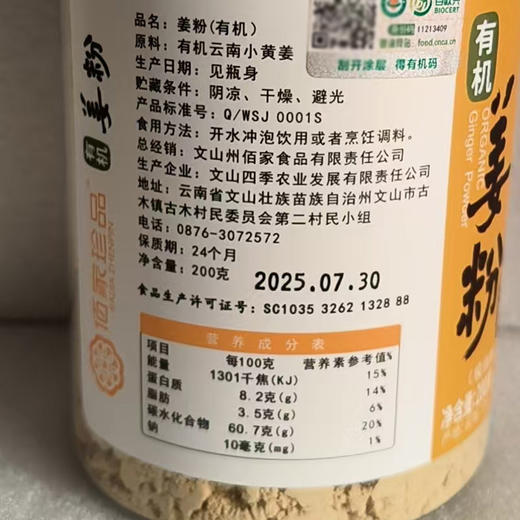 品名：姜粉(有机)
原料：有机云南小黄姜
生产日期：见瓶身
贮藏条件：阴凉、干燥、避光
产品标准号：Q/WSJ 0001S
食用方法：开水冲泡饮用或者烹饪调料。
总经销：文山州佰家食品有限责任公司
生产企业：文山四季农业发展有限责任公司
地址：云南省文山壮族苗族自治州文山市古
木镇古木村民委员会第二村民小组
电话：0876-3072572
保质期：24个月
净含量：200克
2025.07.30
食品生产许可证号：SC1035 3262 1328 88
营养成分表
项目 每100克 营养素参考值%
能量 1301千焦(KJ) 15%
蛋白质 8.2克(g) 14%
脂肪 3.5克(g) 6%
碳水化合物 60.7克(g) 20%
钠 10毫克(mg) 1%
有机
姜粉
佰家珍品
BIOCERT
11213409
food.cnca.cn
刮开涂层 得有机码
有机
ORGANIC
Ginger Powder
姜粉
净含量